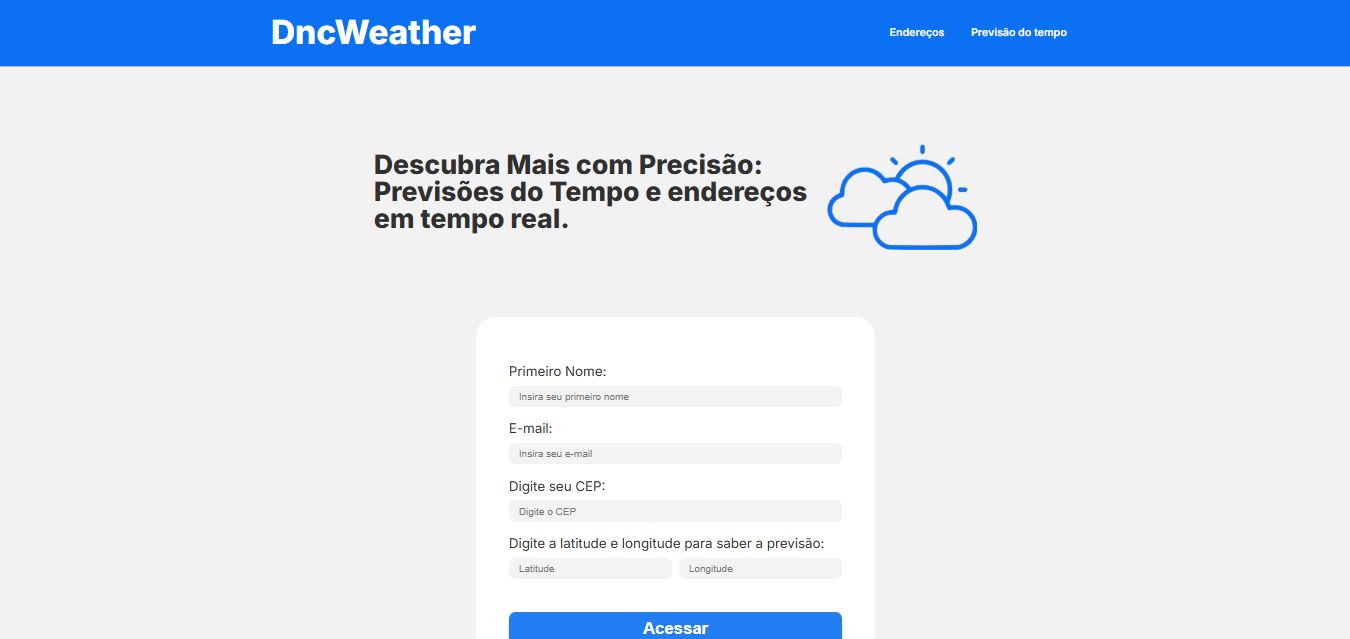 DncWeather
Endereços
Previsão do tempo
Descubra Mais com Precisão:
Previsões do Tempo e endereços
em tempo real.
Primeiro Nome:
Insira seu primeiro nome
E-mail:
Insira seu e-mail
Digite seu CEP:
Digite o CEP
Digite a latitude e longitude para saber a previsão:
Latitude
Longitude
Acessar